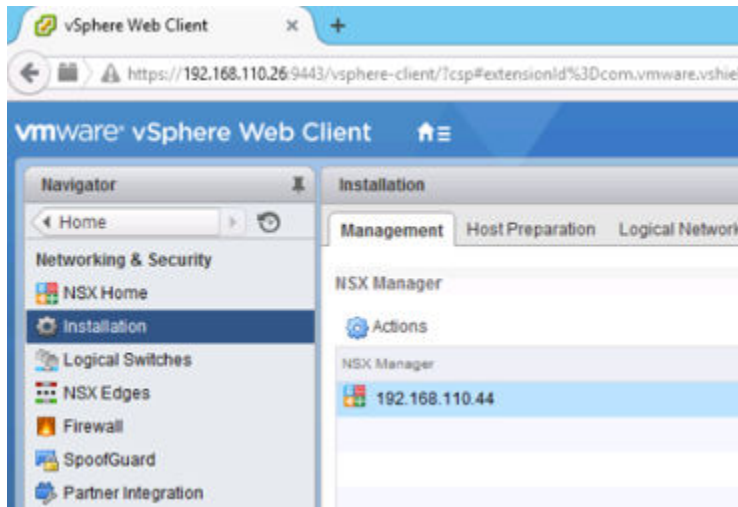 vSphere Web Client
https://192.168.110.26:9443/vsphere-client/?csp#extensionId%3Dcom.vmware.vshie
vmware vSphere Web Client
Navigator
Home
Networking & Security
NSX Home
Installation
Logical Switches
NSX Edges
Firewall
SpoofGuard
Partner Integration
Installation
Management Host Preparation Logical Network
NSX Manager
Actions
NSX Manager
192.168.110.44